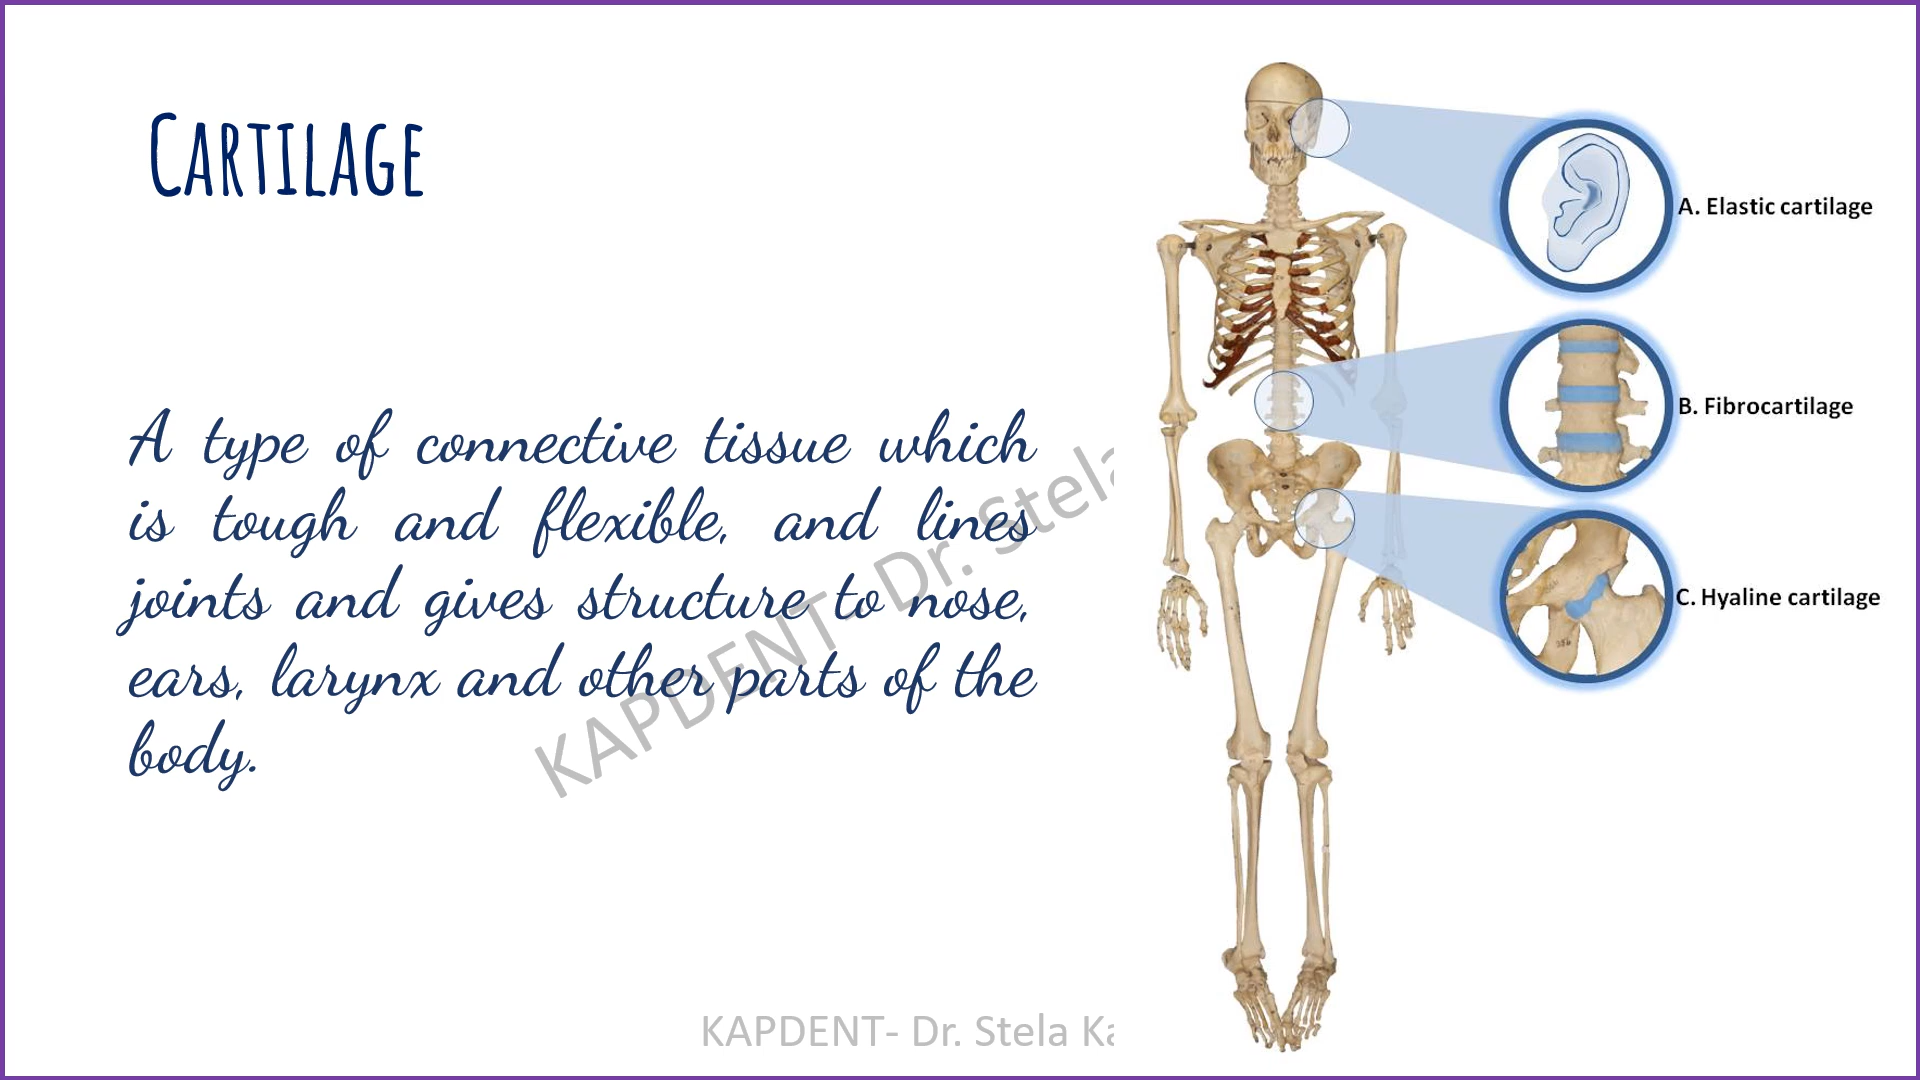 CARTILAGE
A type of connective tissue which
is tough and flexible, and lines
joints and gives structure to nose,
ears, larynx and other parts of the
body.
A. Elastic cartilage
B. Fibrocartilage
C. Hyaline cartilage
KAPDENT- Dr. Stela
KAPDENT- Dr. Stela